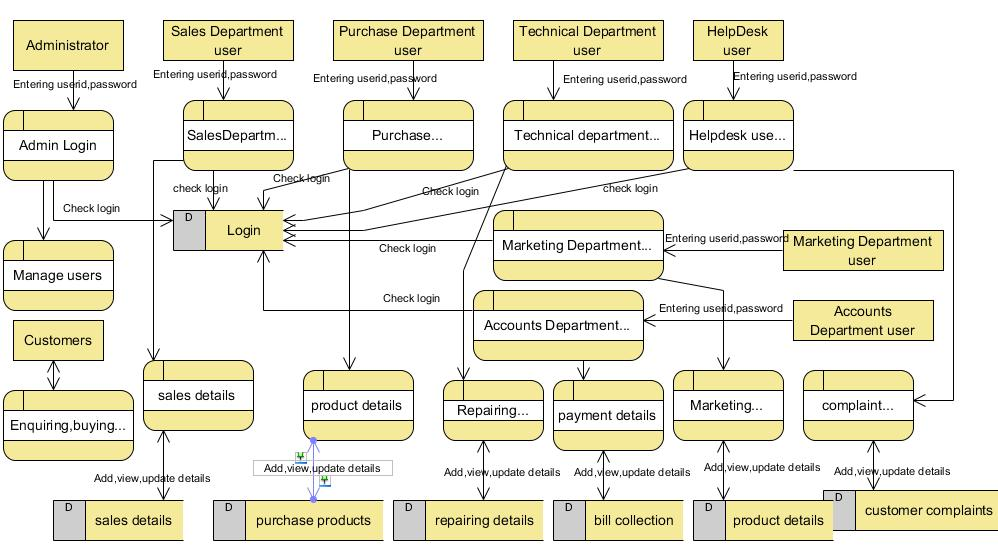 Administrator
Sales Department
user
Purchase Department
user
Technical Department
user
HelpDesk
user
Entering userid,password
Entering userid,password
Entering userid,password
Entering userid,password
Entering userid,password
Admin Login
SalesDepartm...
Purchase...
Technical department...
Helpdesk use...
check login
Check login
Check login
check login
Check login
D
Login
Check login
Marketing Department...
Entering userid,password
Marketing Department
user
Manage users
Check login
Accounts Department...
Entering userid,password
Accounts
Department user
Customers
Enquiring,buying...
sales details
product details
Repairing...
payment details
Marketing...
complaint...
Add,view,update details
Add,view,update details
Add,view,update details
Add,view,update details
Add,view,update details
Add,view,update details
D
sales details
D
purchase products
D
repairing details
D
bill collection
D
product details
D
customer complaints